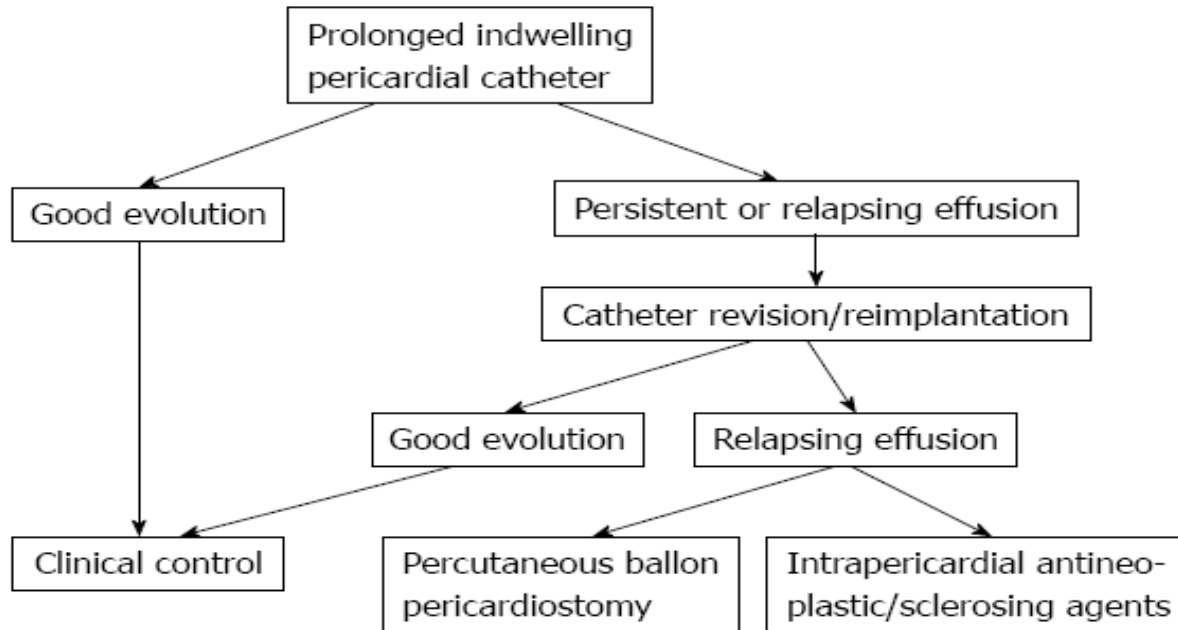 Prolonged indwelling
pericardial catheter
Good evolution
Persistent or relapsing effusion
Catheter revision/reimplantation
Good evolution
Relapsing effusion
Clinical control
Percutaneous ballon
pericardiostomy
Intrapericardial antineo-
plastic/sclerosing agents